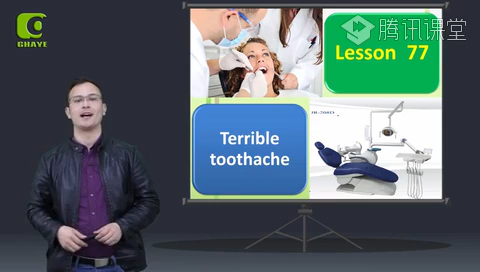 GHAYE
腾讯课堂
Lesson 77
Terrible
toothache